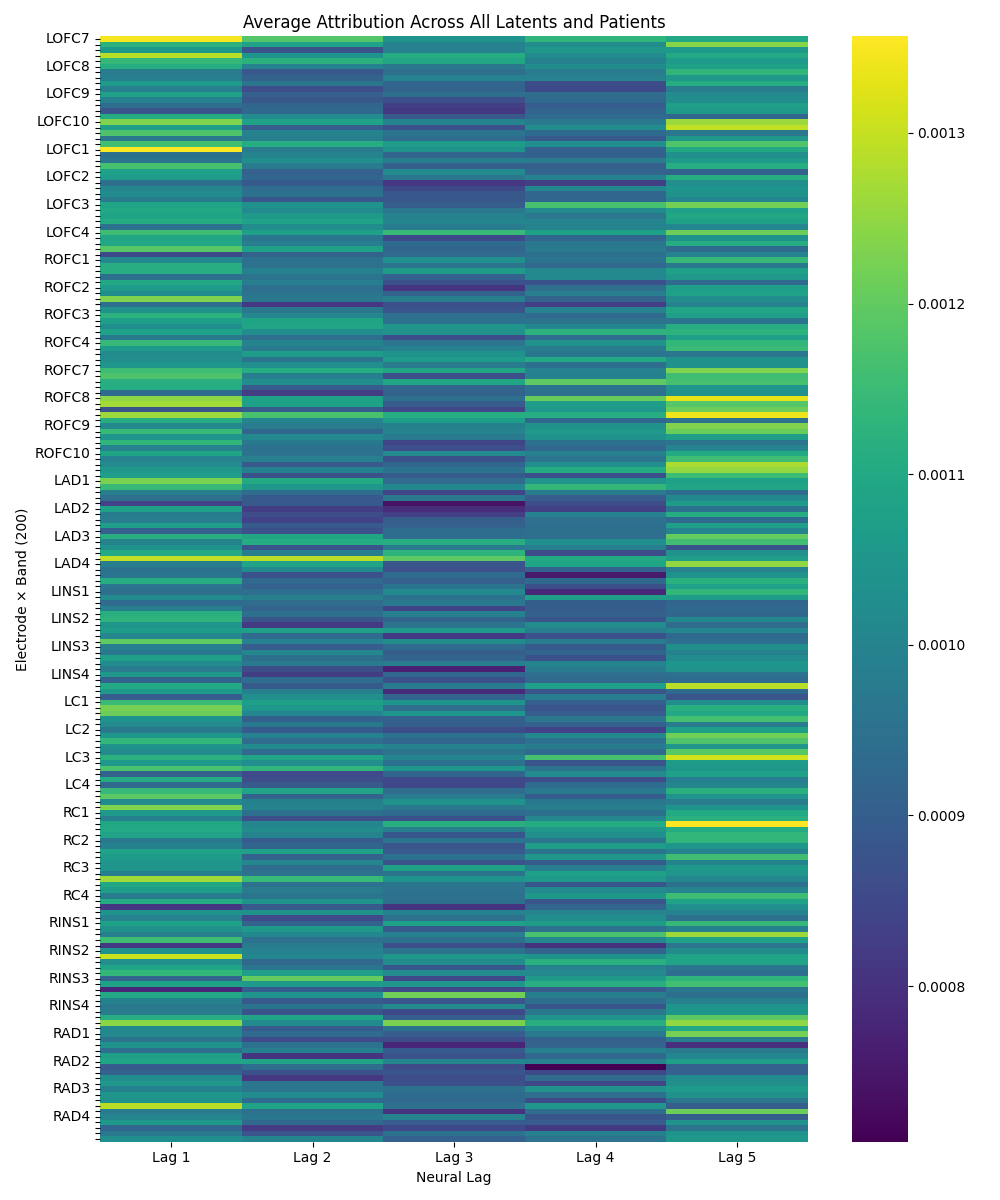 Average Attribution Across All Latents and Patients
LOFC7
LOFC8
LOFC9
LOFC10
LOFC1
LOFC2
LOFC3
LOFC4
ROFC1
ROFC2
ROFC3
ROFC4
ROFC7
ROFC8
ROFC9
ROFC10
LAD1
LAD2
LAD3
LAD4
LINS1
LINS2
LINS3
LINS4
LC1
LC2
LC3
LC4
RC1
RC2
RC3
RC4
RINS1
RINS2
RINS3
RINS4
RAD1
RAD2
RAD3
RAD4
Electrode × Band (200)
Lag 1
Lag 2
Lag 3
Lag 4
Lag 5
Neural Lag
0.0013
0.0012
0.0011
0.0010
0.0009
0.0008